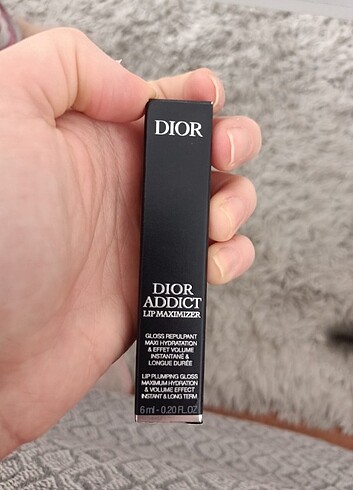 DIOR
DIOR
ADDICT
LIP MAXIMIZER
GLOSS REPULPANT
MAXI HYDRATATION
& EFFET VOLUME
INSTANTANÉ &
LONGUE DURÉE
LIP PLUMPING GLOSS
MAXIMUM HYDRATION
& VOLUME EFFECT
INSTANT & LONG TERM
6 ml - 0.20 FL.OZ